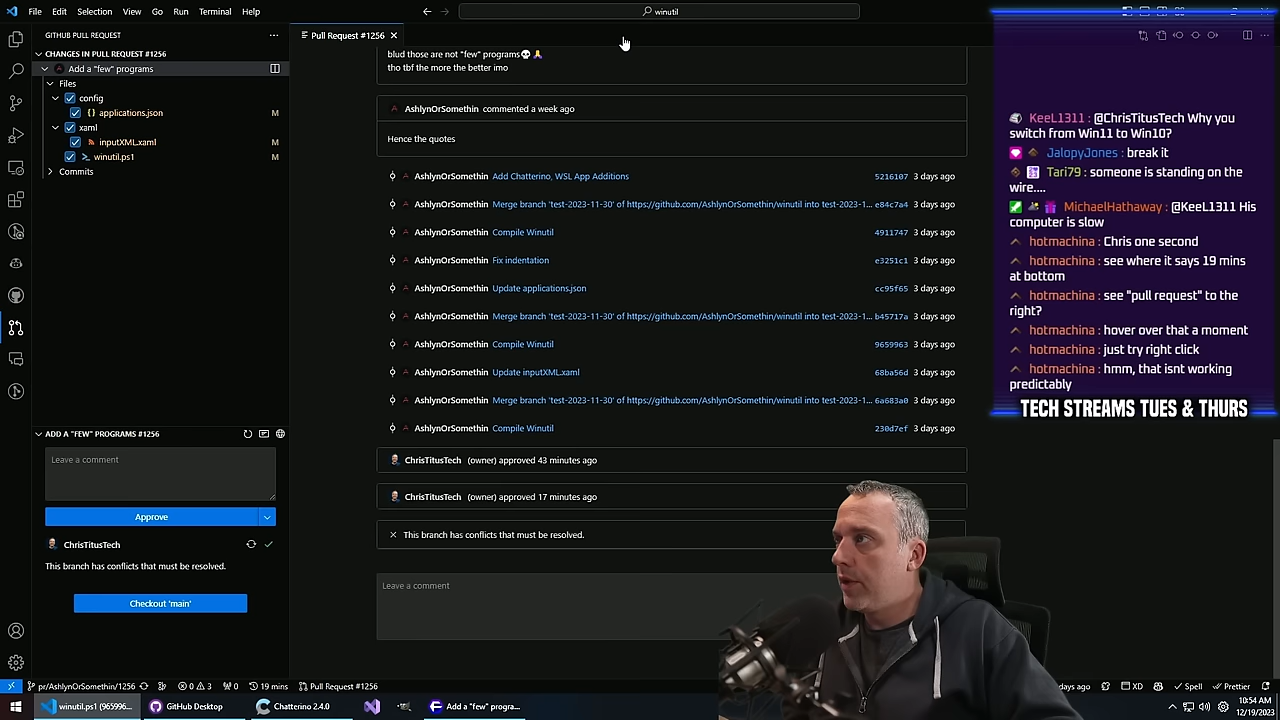 File Edit Selection View Go Run Terminal Help
winutil
GITHUB PULL REQUEST
Pull Request #1256
CHANGES IN PULL REQUEST #1256
Add a "few" programs
Files
config
applications.json
M
xaml
inputXML.xaml
M
winutil.ps1
M
Commits
blud those are not "few" programs💀🙏
tho tbf the more the better imo
AshlynOrSomethin commented a week ago
Hence the quotes
AshlynOrSomethin Add Chatterino, WSL App Additions 5216107 3 days ago
AshlynOrSomethin Merge branch 'test-2023-11-30' of https://github.com/AshlynOrSomethin/winutil into test-2023-1... e84c7a4 3 days ago
AshlynOrSomethin Compile Winutil 4911747 3 days ago
AshlynOrSomethin Fix indentation e3251c1 3 days ago
AshlynOrSomethin Update applications.json cc95f65 3 days ago
AshlynOrSomethin Merge branch 'test-2023-11-30' of https://github.com/AshlynOrSomethin/winutil into test-2023-1... b45717a 3 days ago
AshlynOrSomethin Compile Winutil 9659963 3 days ago
AshlynOrSomethin Update inputXML.xaml 68ba56d 3 days ago
AshlynOrSomethin Merge branch 'test-2023-11-30' of https://github.com/AshlynOrSomethin/winutil into test-2023-1... 6a683a0 3 days ago
AshlynOrSomethin Compile Winutil 230d7ef 3 days ago
ChrisTitusTech (owner) approved 43 minutes ago
ChrisTitusTech (owner) approved 17 minutes ago
This branch has conflicts that must be resolved.
Leave a comment
ADD A "FEW" PROGRAMS #1256
Leave a comment
Approve
ChrisTitusTech
This branch has conflicts that must be resolved.
Checkout 'main'
KeeL1311 : @ChrisTitusTech Why you
switch from Win11 to Win10?
JalopyJones : break it
Tari79 : someone is standing on the
wire....
MichaelHathaway : @KeeL1311 His
computer is slow
hotmachina : Chris one second
hotmachina : see where it says 19 mins
at bottom
hotmachina : see "pull request" to the
right?
hotmachina : hover over that a moment
hotmachina : just try right click
hotmachina : hmm, that isnt working
predictably
TECH STREAMS TUES & THURS
pr/AshlynOrSomethin/1256 0 3 0 19 mins Pull Request #1256 days ago XD Spell Prettier
winutil.ps1 (965996... GitHub Desktop Chatterino 2.4.0 Add a "few" progra...
10:54 AM
12/19/2023